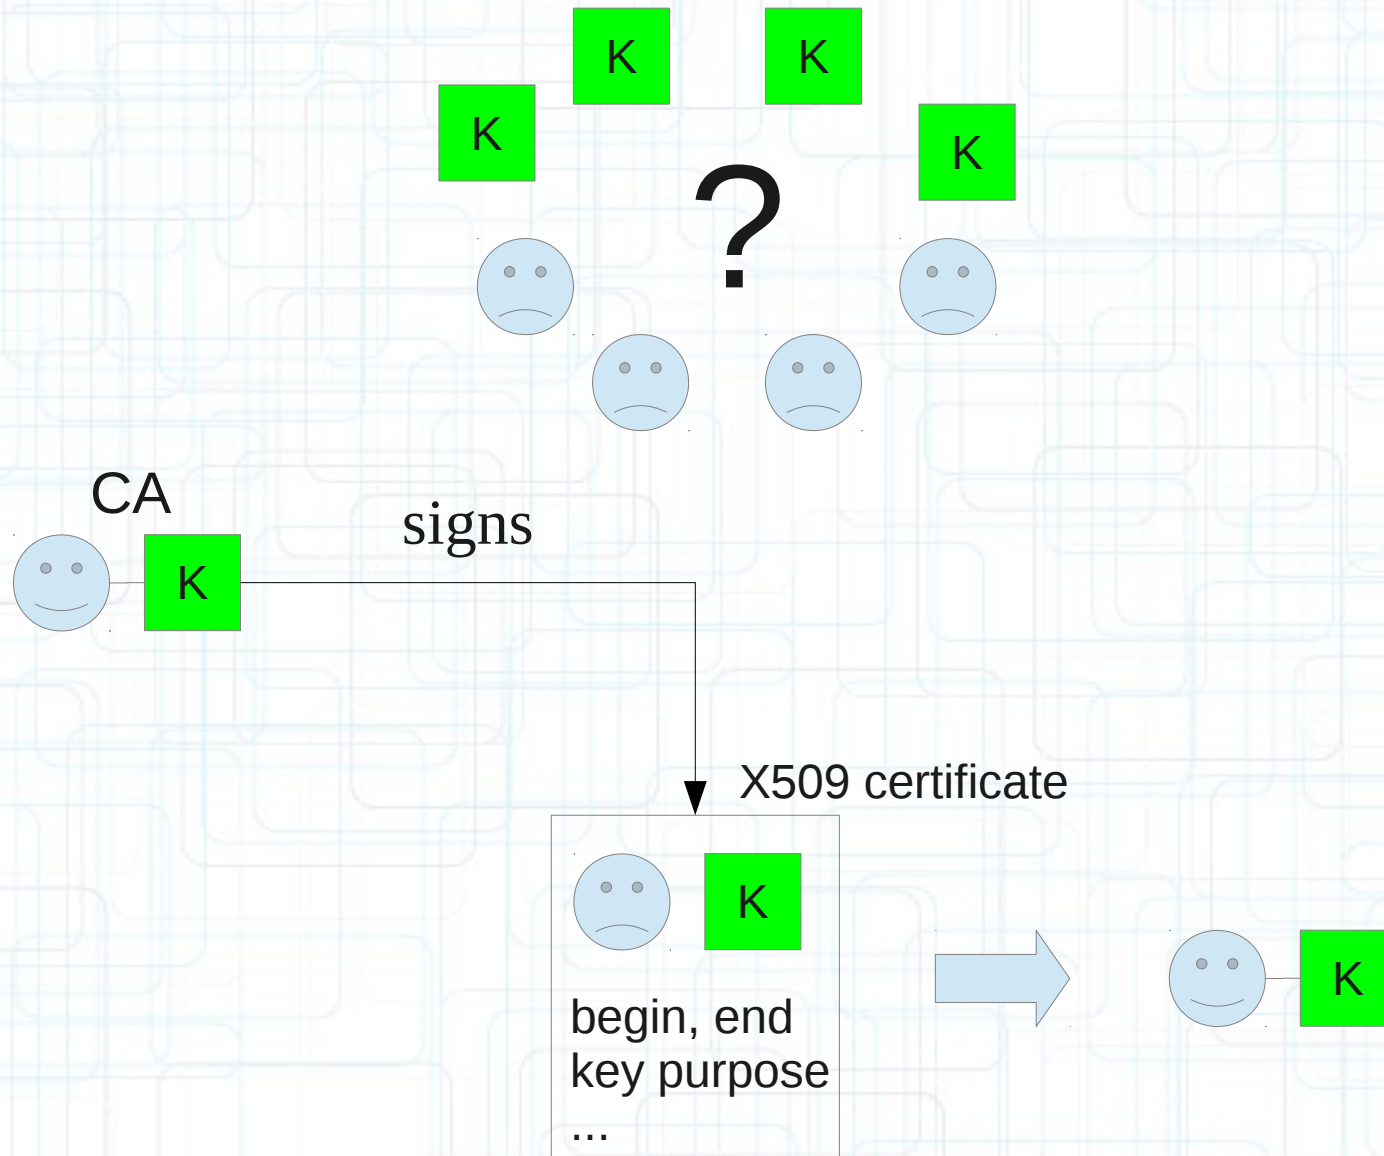 K
K
K
K
?
CA
signs
K
X509 certificate
K
K
begin, end
key purpose
...